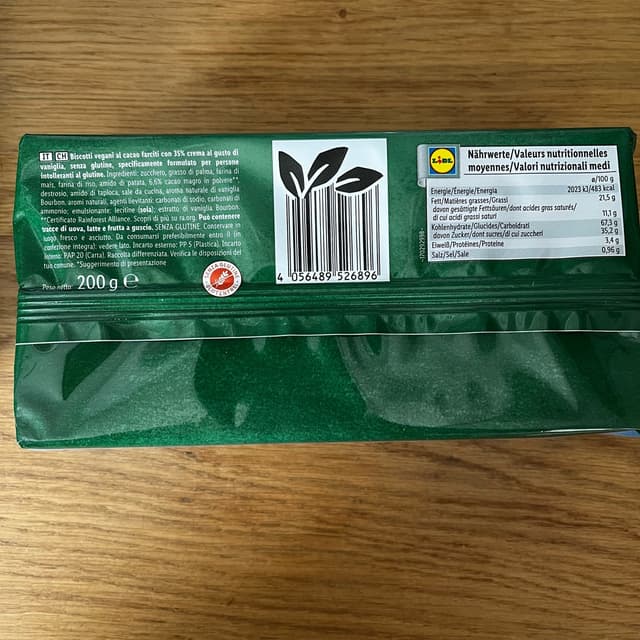 IT CH Biscotti vegani al cacao farciti con 35% crema al gusto di
vaniglia, senza glutine, specificamente formulato per persone
intolleranti al glutine. Ingredienti: zucchero, grasso di palma, farina di
mais, farina di riso, amido di patata, 6,5% cacao magro in polvere**,
destrosio, amido di tapioca, sale da cucina, aroma naturale di vaniglia
Bourbon, aromi naturali, agenti lievitanti: carbonati di sodio, carbonati di
ammonio; emulsionante: lecitine (soia); estratto di vaniglia Bourbon.
**Certificato Rainforest Alliance. Scopri di più su ra.org. Può contenere
tracce di uova, latte e frutta a guscio. SENZA GLUTINE. Conservare in
luogo fresco e asciutto. Da consumarsi preferibilmente entro il (in
confezione integra): vedere lato. Incarto esterno: PP 5 (Plastica). Incarto
interno: PAP 20 (Carta). Raccolta differenziata. Verifica le disposizioni del
tuo comune. *Suggerimento di presentazione
Peso netto: 200 g e
4 056489 526896
LIDL
Nährwerte/Valeurs nutritionnelles
moyennes/Valori nutrizionali medi
ø/100 g
Energie/Énergie/Energia 2023 kJ/483 kcal
Fett/Matières grasses/Grassi 21,5 g
davon gesättigte Fettsäuren/dont acides gras saturés/
di cui acidi grassi saturi 11,1 g
Kohlenhydrate/Glucides/Carboidrati 67,3 g
davon Zucker/dont sucres/di cui zuccheri 35,2 g
Eiweiß/Protéines/Proteine 3,4 g
Salz/Sel/Sale 0,96 g